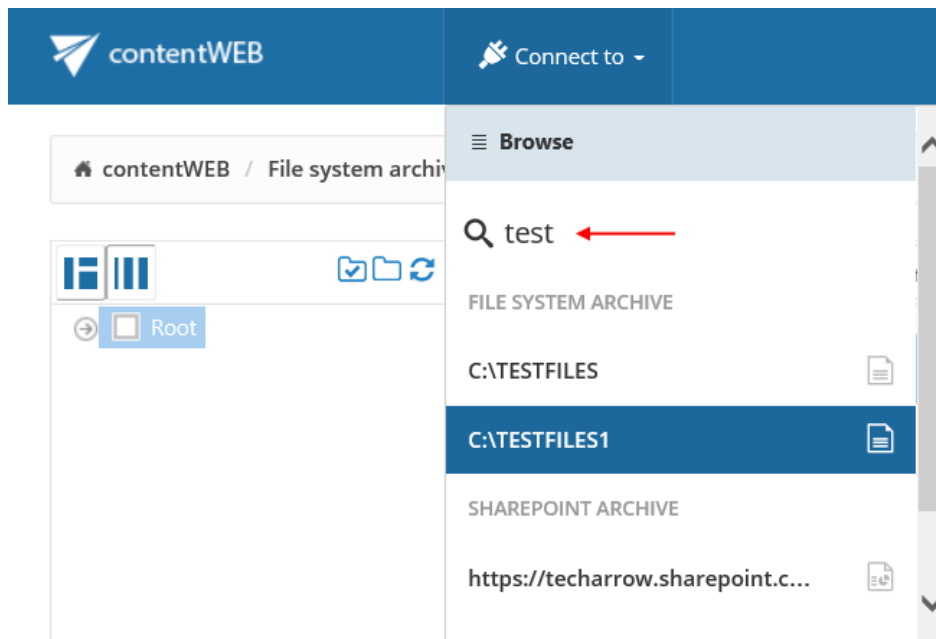 contentWEB
Connect to
Browse
contentWEB / File system archi
test
FILE SYSTEM ARCHIVE
Root
C:\TESTFILES
C:\TESTFILES1
SHAREPOINT ARCHIVE
https://techarrow.sharepoint.c...